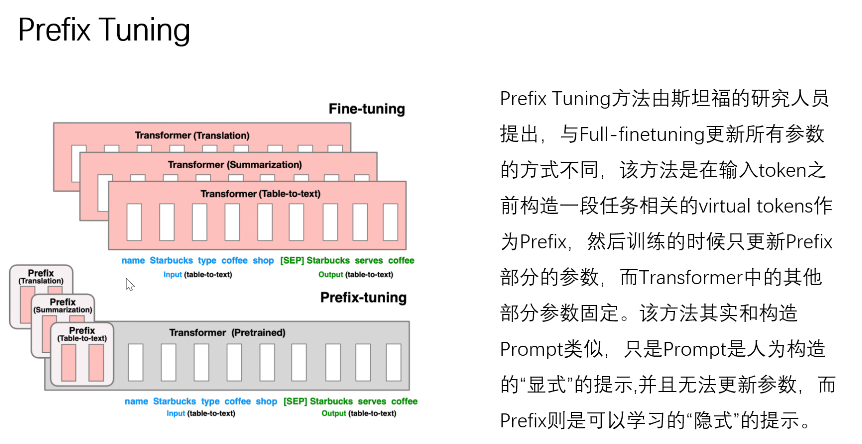 Prefix Tuning
Fine-tuning
Transformer (Translation)
Transformer (Summarization)
Transformer (Table-to-text)
name Starbucks type coffee shop [SEP] Starbucks serves coffee
Input (table-to-text) Output (table-to-text)
Prefix-tuning
Prefix
(Translation)
Prefix
(Summarization)
Prefix
(Table-to-text)
Transformer (Pretrained)
name Starbucks type coffee shop [SEP] Starbucks serves coffee
Input (table-to-text) Output (table-to-text)
Prefix Tuning方法由斯坦福的研究人员
提出，与Full-finetuning更新所有参数
的方式不同，该方法是在输入token之
前构造一段任务相关的virtual tokens作
为Prefix，然后训练的时候只更新Prefix
部分的参数，而Transformer中的其他
部分参数固定。该方法其实和构造
Prompt类似，只是Prompt是人为构造
的“显式”的提示,并且无法更新参数，而
Prefix则是可以学习的“隐式”的提示。